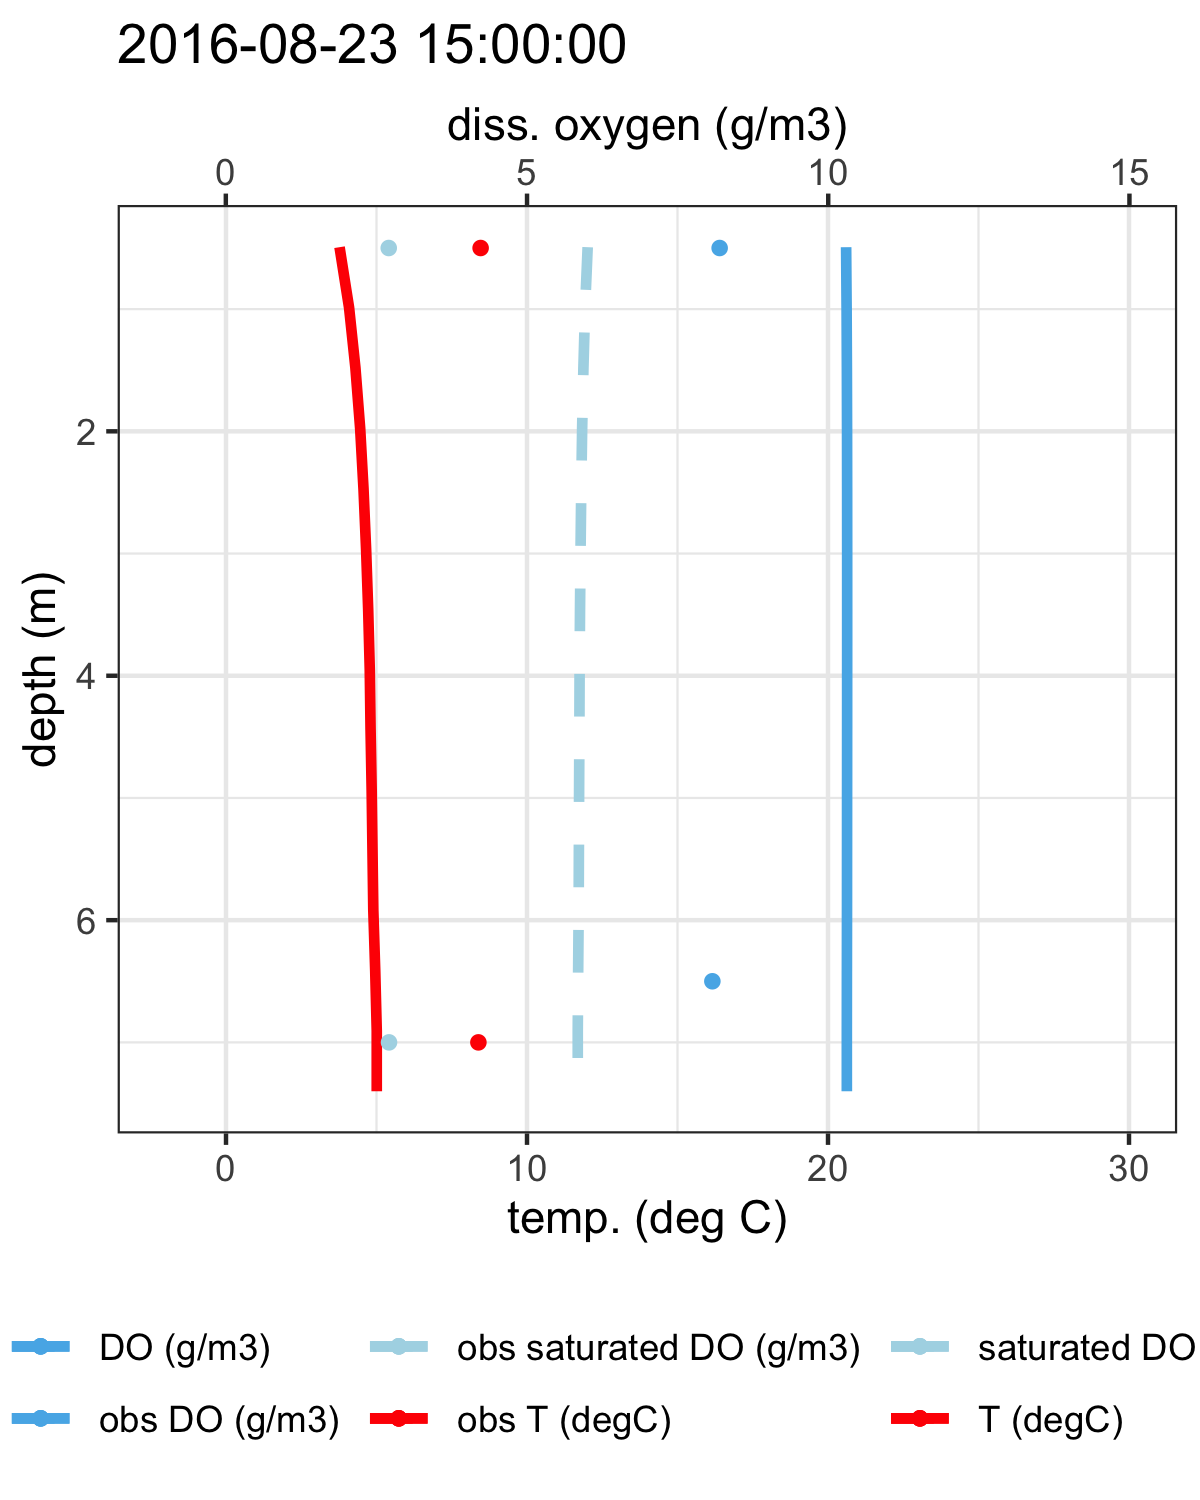 2016-08-23 15:00:00
diss. oxygen (g/m3)
0 5 10 15
depth (m)
2
4
6
0 10 20 30
temp. (deg C)
DO (g/m3) obs saturated DO (g/m3) saturated DO
obs DO (g/m3) obs T (degC) T (degC)